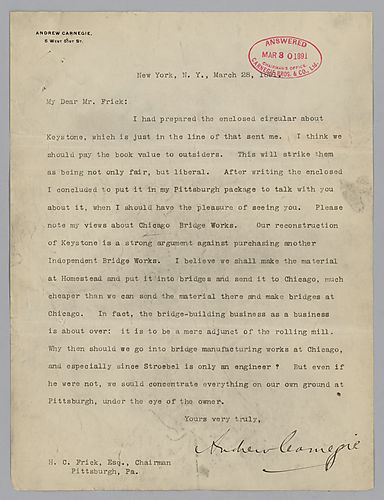 ANDREW CARNEGIE,
5 WEST 51ST ST.
ANSWERED
MAR 30 1891
CHAIRMAN'S OFFICE,
CARNEGIE BROS. & CO., Ltd.
New York, N. Y., March 28, 1891
My Dear Mr. Frick:
I had prepared the enclosed circular about
Keystone, which is just in the line of that sent me. I think we
should pay the book value to outsiders. This will strike them
as being not only fair, but liberal. After writing the enclosed
I concluded to put it in my Pittsburgh package to talk with you
about it, when I should have the pleasure of seeing you. Please
note my views about Chicago Bridge Works. Our reconstruction
of Keystone is a strong argument against purchasing another
Independent Bridge Works. I believe we shall make the material
at Homestead and put it into bridges and send it to Chicago, much
cheaper than we can send the material there and make bridges at
Chicago. In fact, the bridge-building business as a business
is about over: it is to be a mere adjunct of the rolling mill.
Why then should we go into bridge manufacturing works at Chicago,
and especially since Stroebel is only an engineer? But even if
he were not, we sould concentrate everything on our own ground at
Pittsburgh, under the eye of the owner.
Yours very truly,
Andrew Carnegie
H. C. Frick, Esq., Chairman
Pittsburgh, Pa.